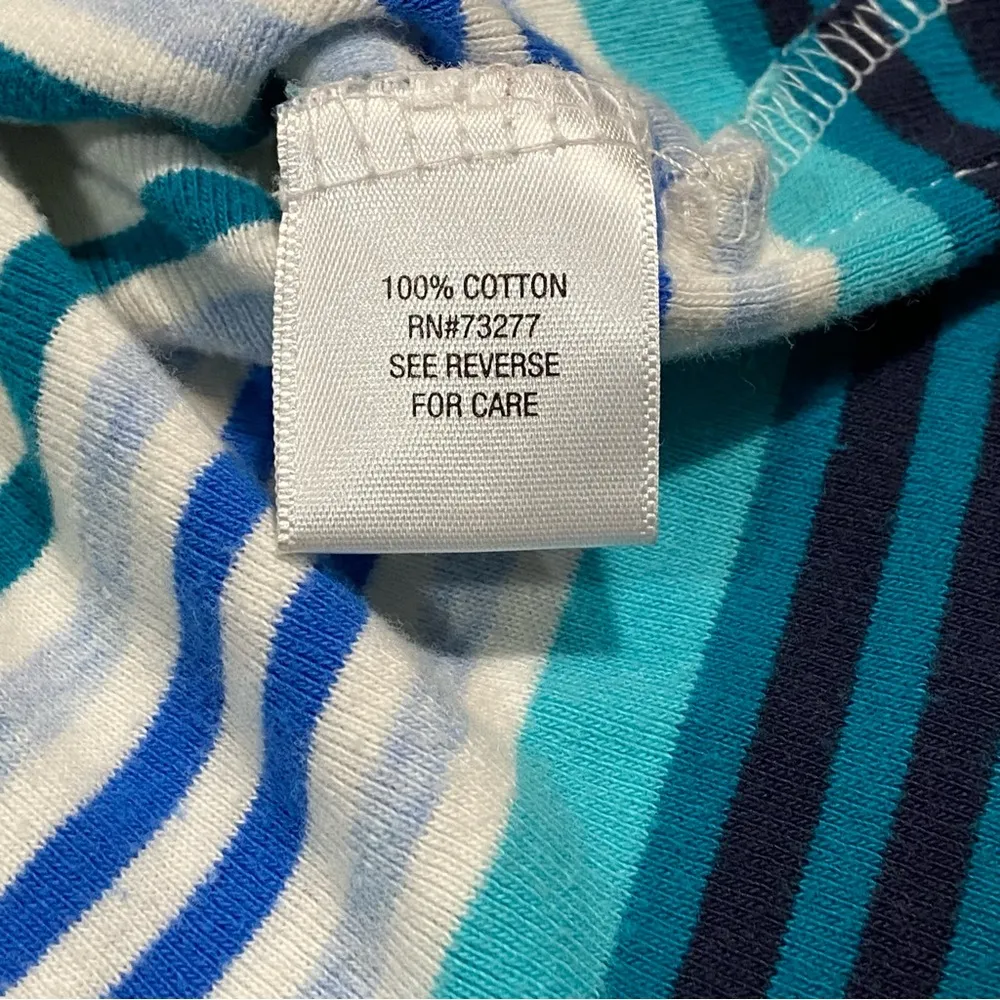 100% COTTON
RN#73277
SEE REVERSE
FOR CARE